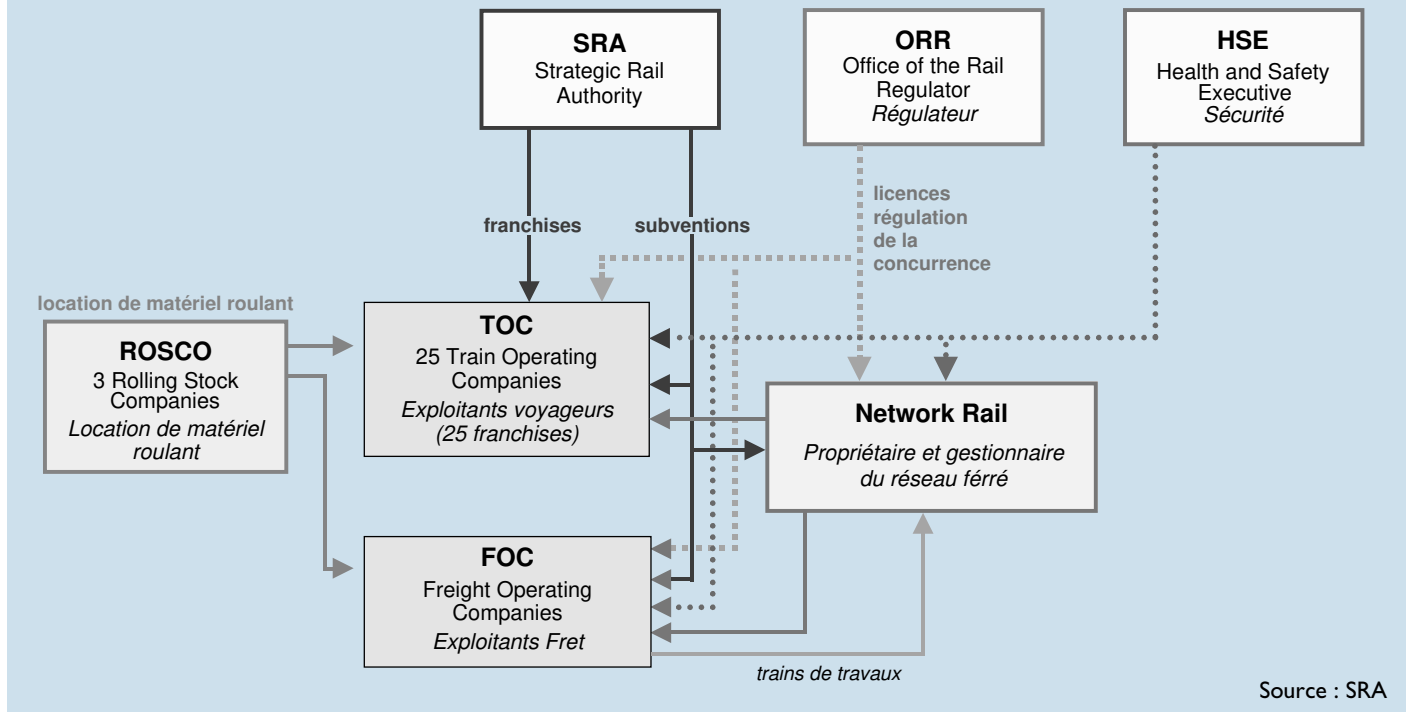 SRA
Strategic Rail
Authority
ORR
Office of the Rail
Regulator
Régulateur
HSE
Health and Safety
Executive
Sécurité
franchises
subventions
licences
régulation
de la
concurrence
location de matériel roulant
ROSCO
3 Rolling Stock
Companies
Location de matériel
roulant
TOC
25 Train Operating
Companies
Exploitants voyageurs
(25 franchises)
Network Rail
Propriétaire et gestionnaire
du réseau férré
FOC
Freight Operating
Companies
Exploitants Fret
trains de travaux
Source : SRA